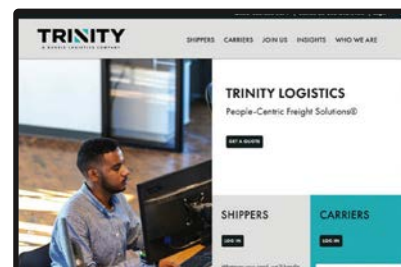 TRINITY
A BURRIS LOGISTICS COMPANY
SHIPPERS CARRIERS JOIN US INSIGHTS WHO WE ARE
TRINITY LOGISTICS
People-Centric Freight Solutions®
GET A QUOTE
SHIPPERS
CARRIERS
LOG IN
LOG IN